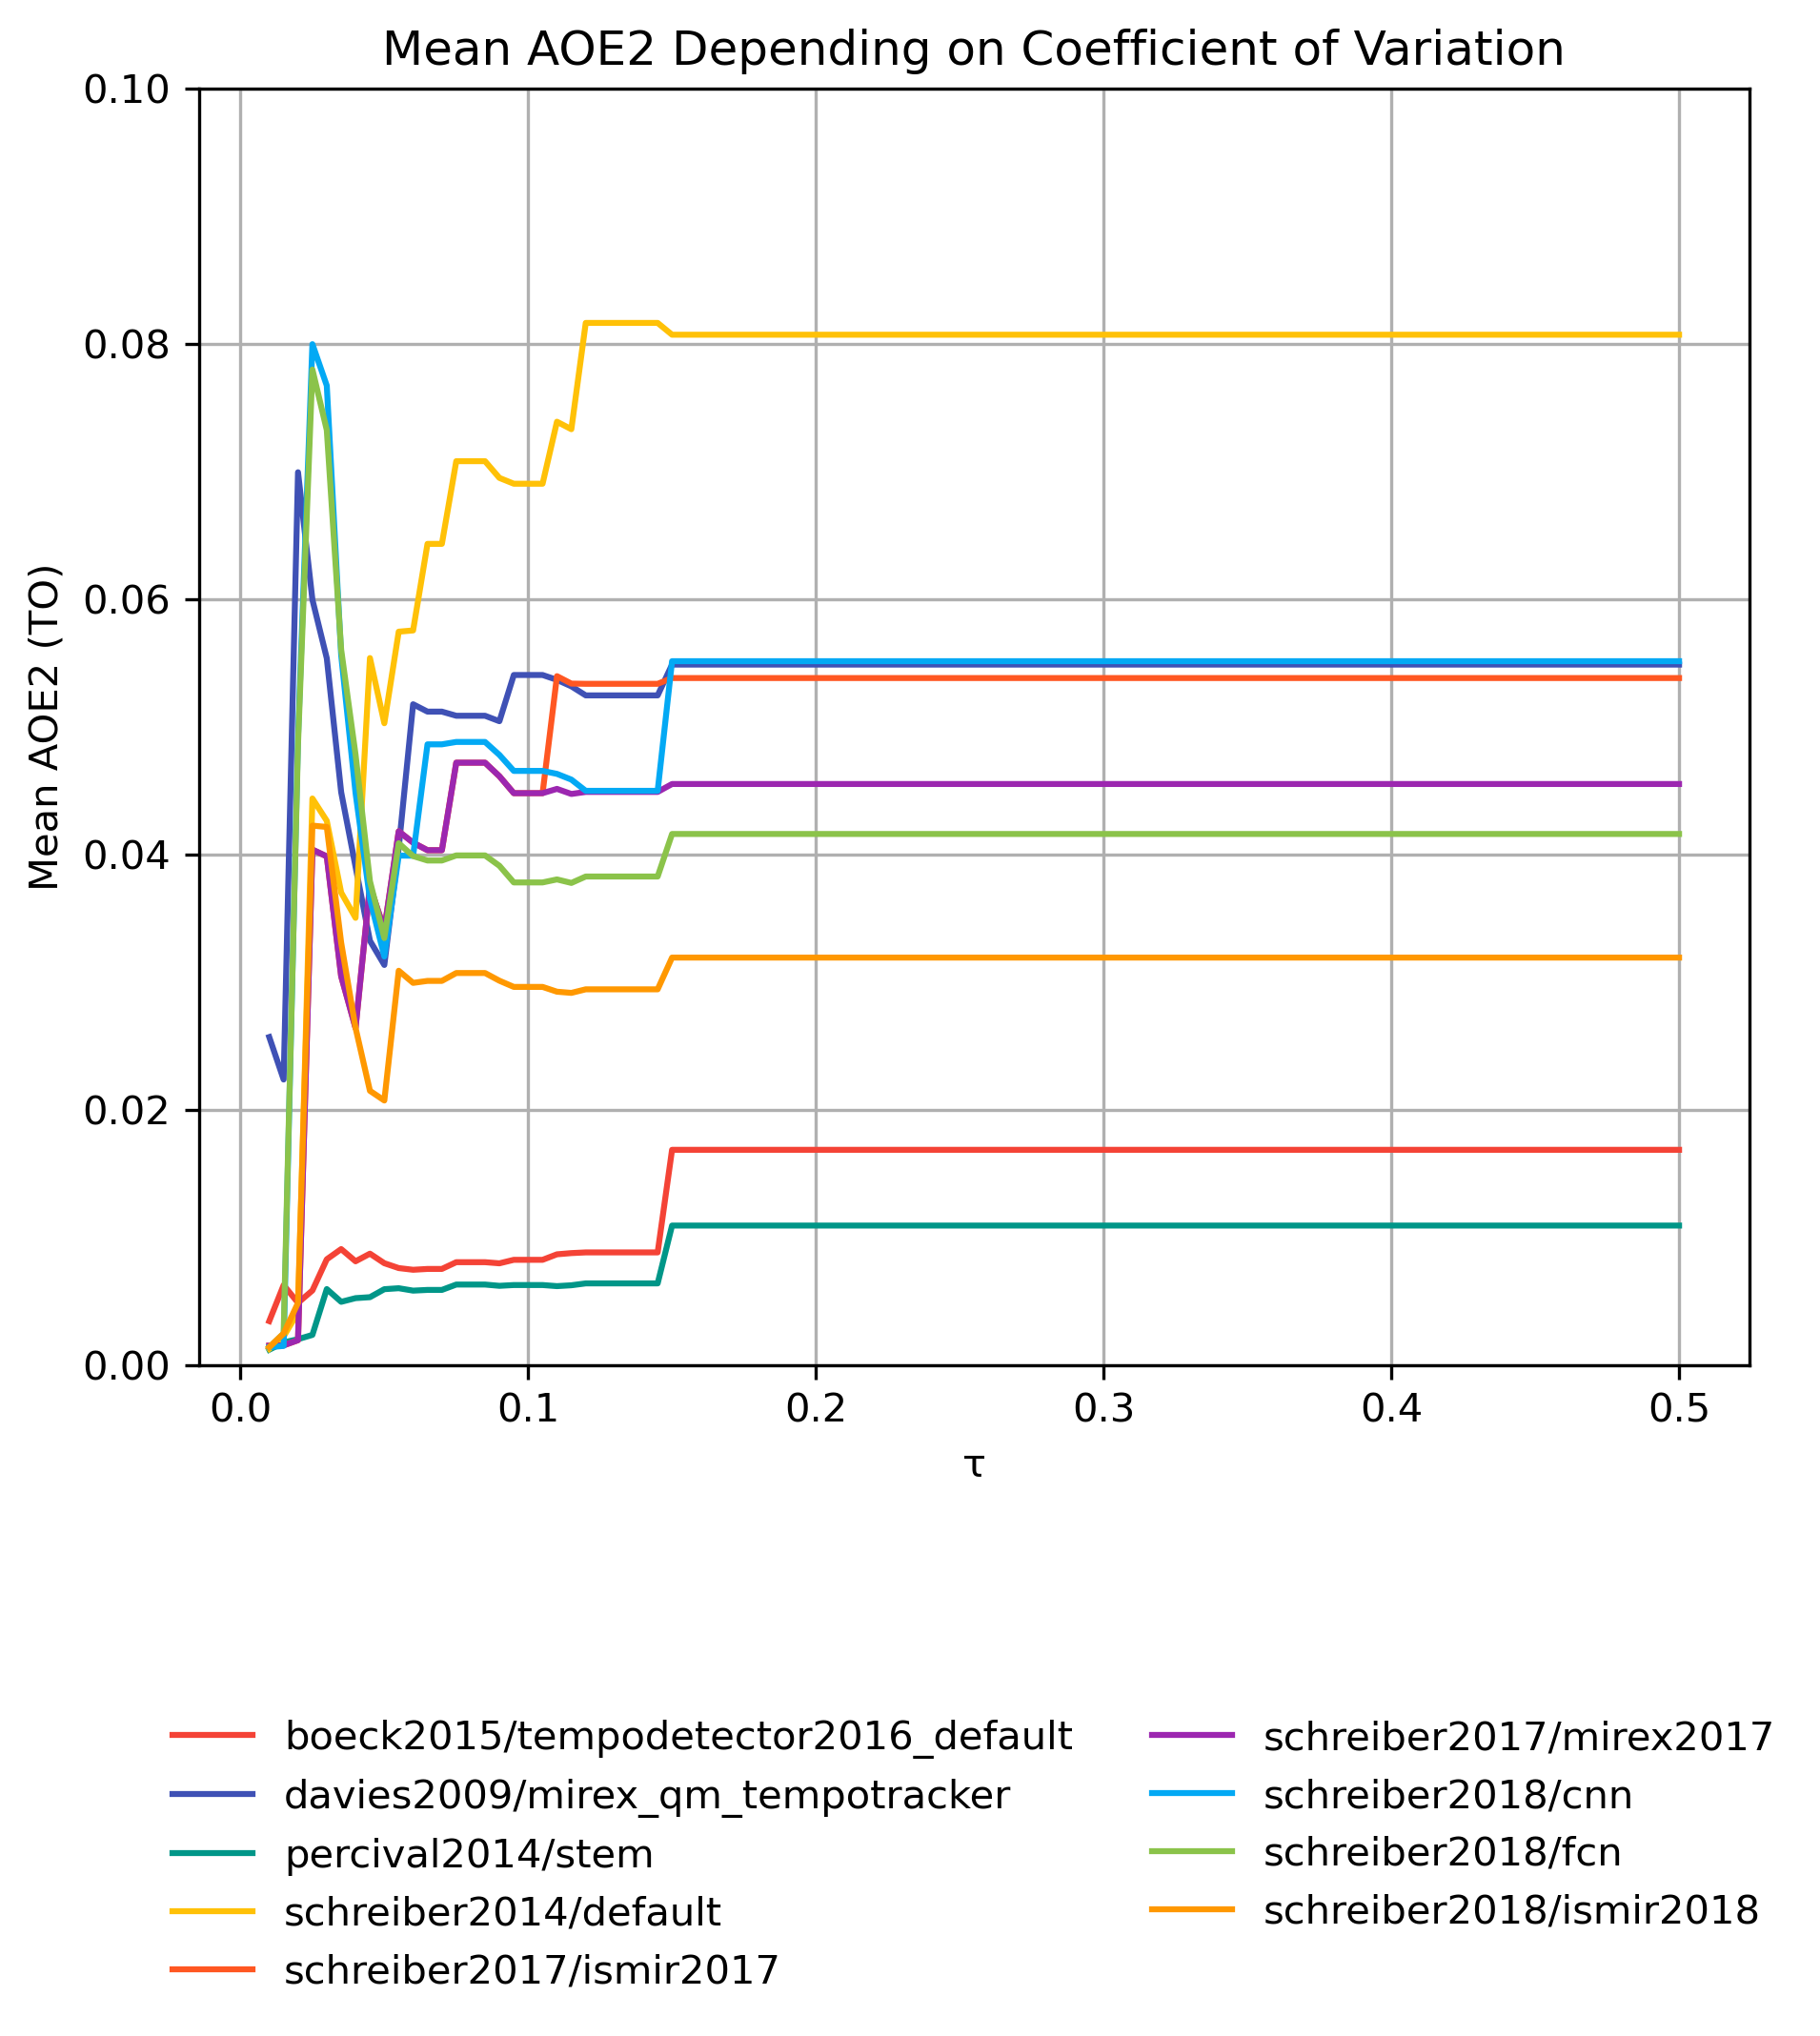 Mean AOE2 Depending on Coefficient of Variation
0.10
0.08
0.06
0.04
0.02
0.00
Mean AOE2 (TO)
0.0 0.1 0.2 0.3 0.4 0.5
τ
boeck2015/tempodetector2016_default
davies2009/mirex_qm_tempotracker
percival2014/stem
schreiber2014/default
schreiber2017/ismir2017
schreiber2017/mirex2017
schreiber2018/cnn
schreiber2018/fcn
schreiber2018/ismir2018